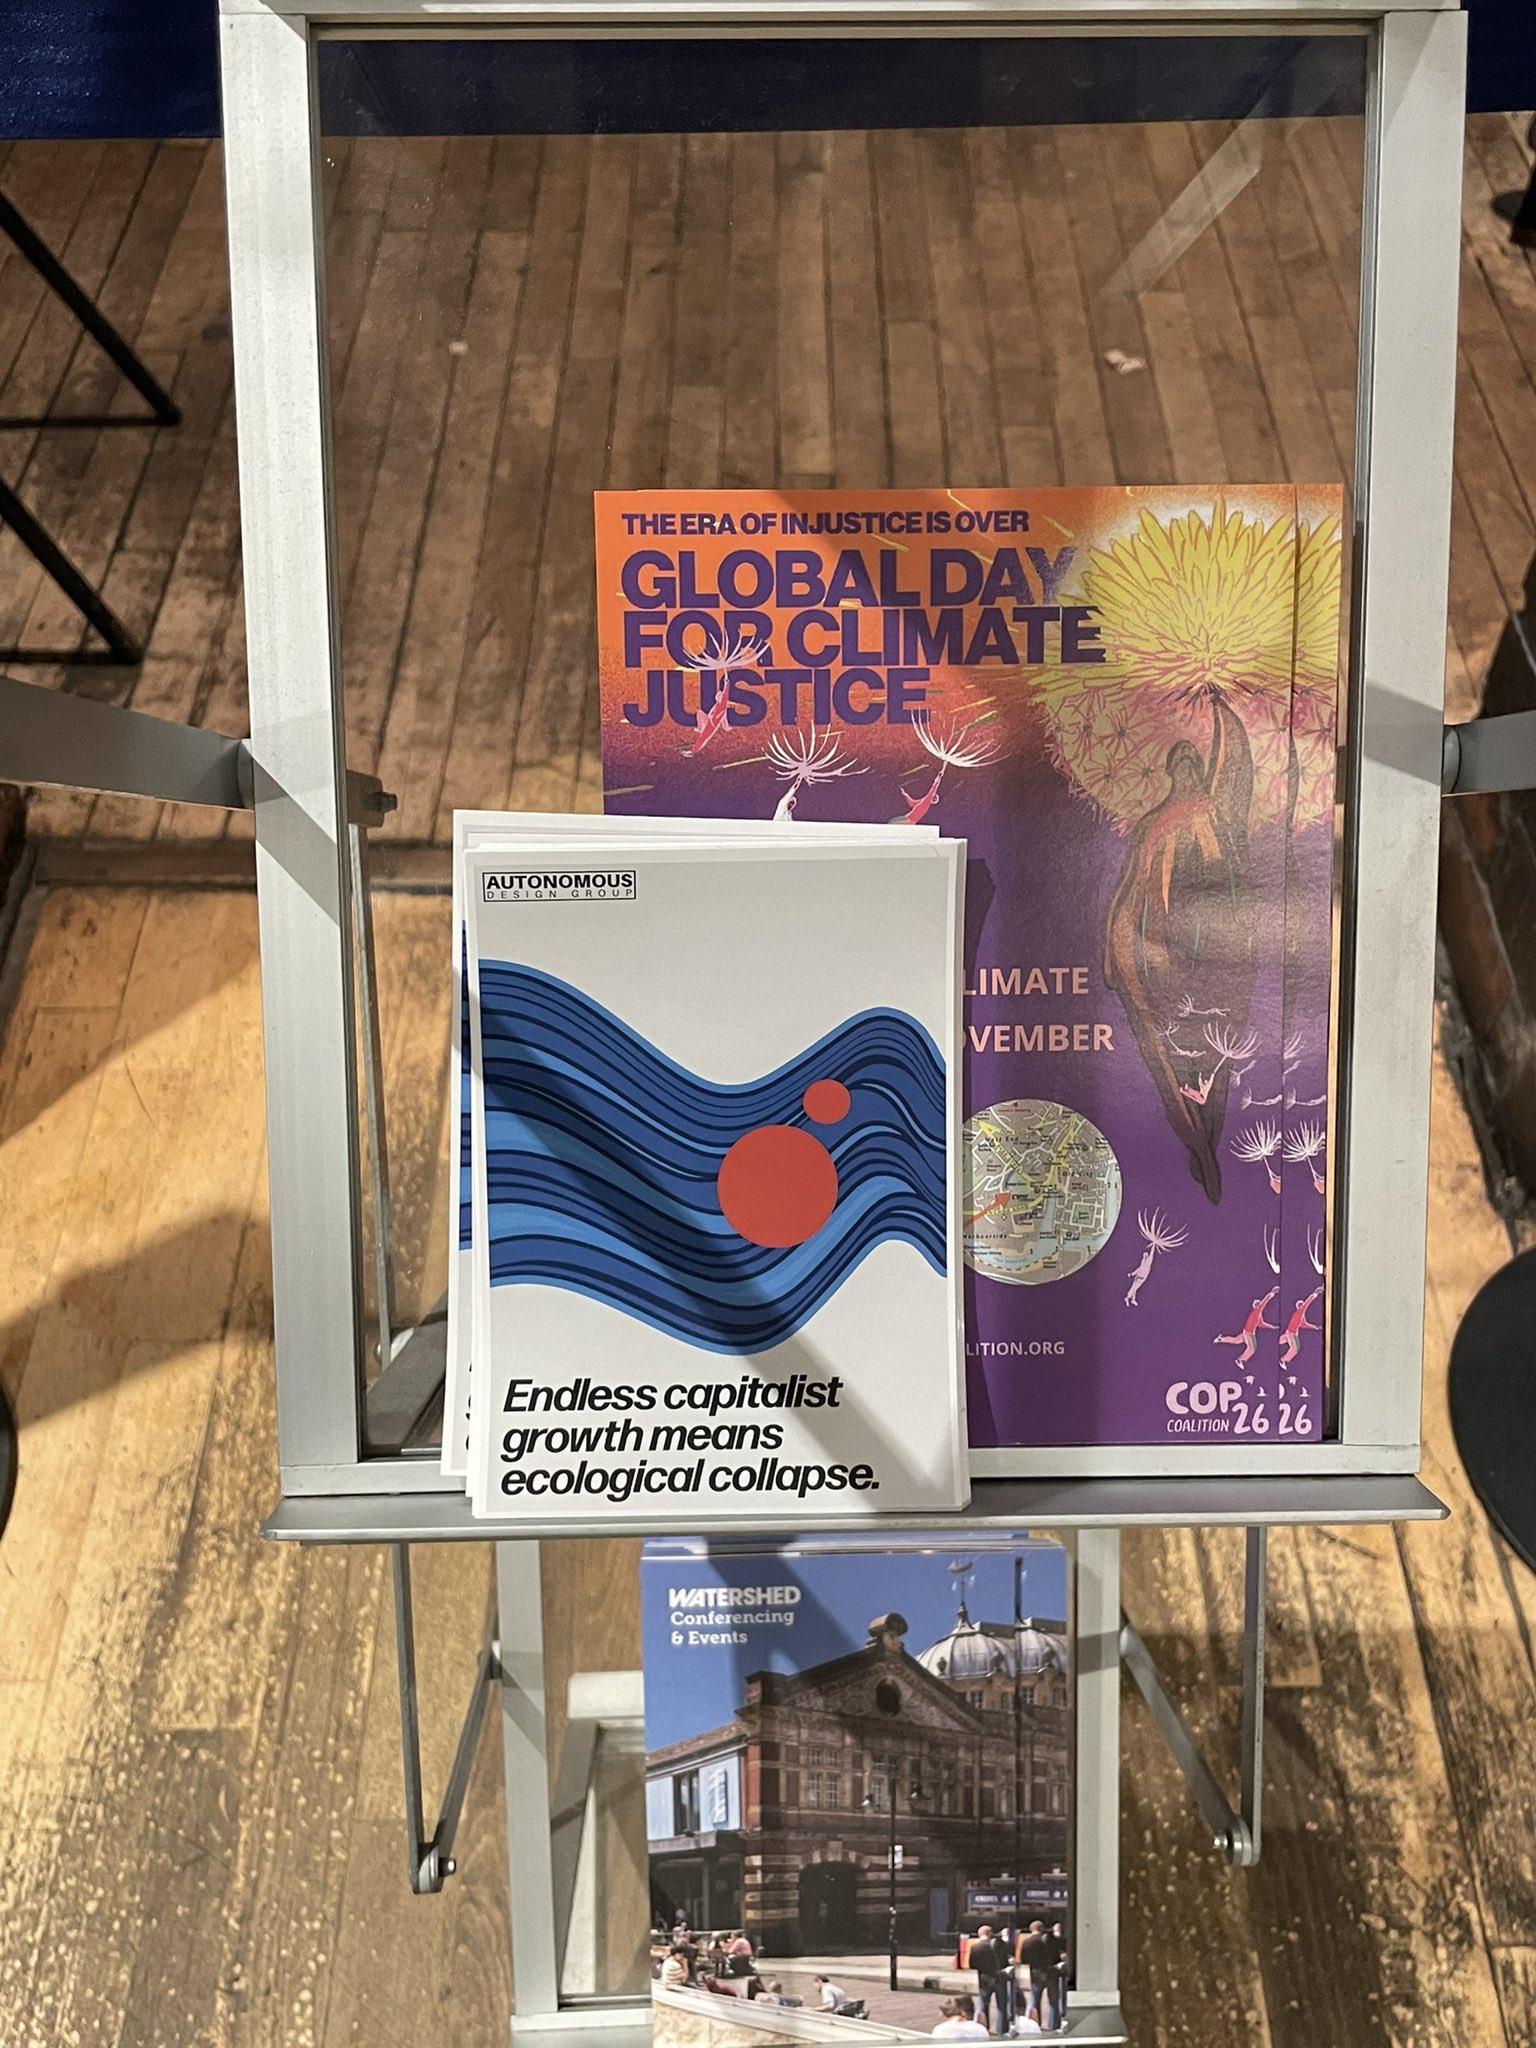 THE ERA OF INJUSTICE IS OVER
GLOBAL DAY
FOR CLIMATE
JUSTICE
LIMATE
OVEMBER
LITION.ORG
COP
COALITION 26 26
AUTONOMOUS
DESIGN GROUP
Endless capitalist
growth means
ecological collapse.
WATERSHED
Conferencing
& Events